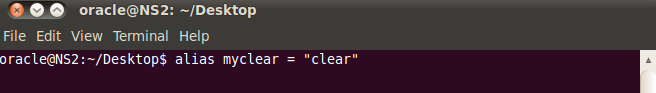 oracle@NS2: ~/Desktop
File Edit View Terminal Help
oracle@NS2:~/Desktop$ alias myclear = "clear"